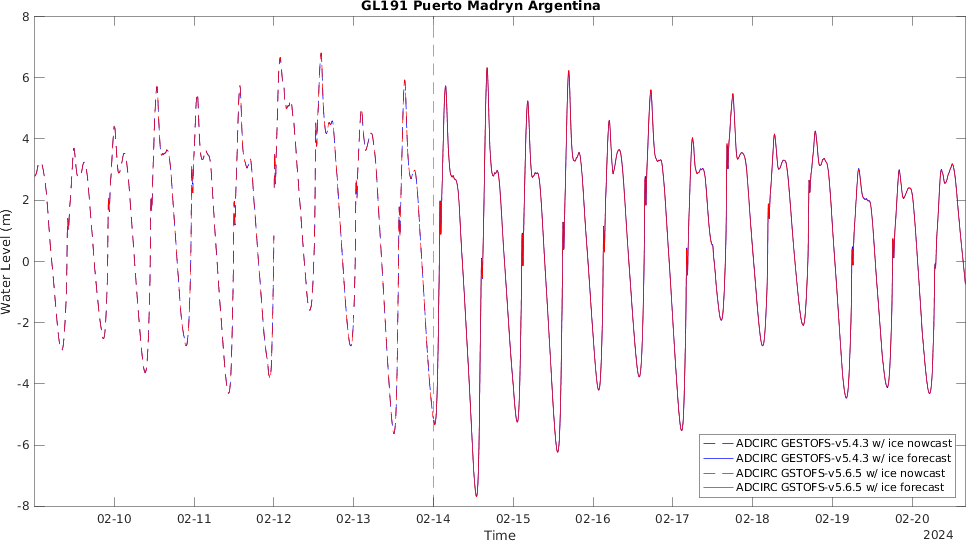 GL191 Puerto Madryn Argentina
8
6
4
2
0
-2
-4
-6
-8
Water Level (m)
02-10 02-11 02-12 02-13 02-14 02-15 02-16 02-17 02-18 02-19 02-20
Time
2024
ADCIRC GESTOFS-v5.4.3 w/ ice nowcast
ADCIRC GESTOFS-v5.4.3 w/ ice forecast
ADCIRC GSTOFS-v5.6.5 w/ ice nowcast
ADCIRC GSTOFS-v5.6.5 w/ ice forecast